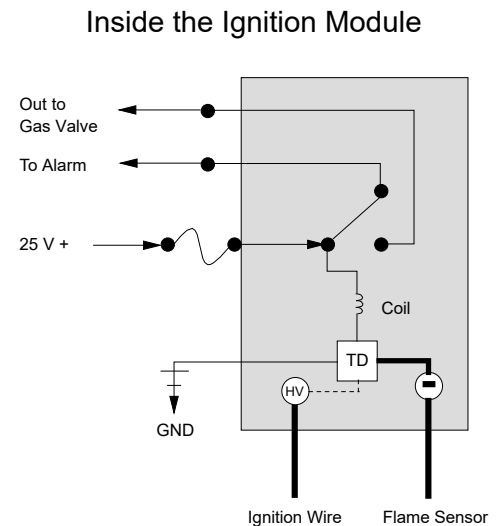 Inside the Ignition Module
Out to
Gas Valve
To Alarm
25 V +
Coil
TD
HV
GND
Ignition Wire
Flame Sensor